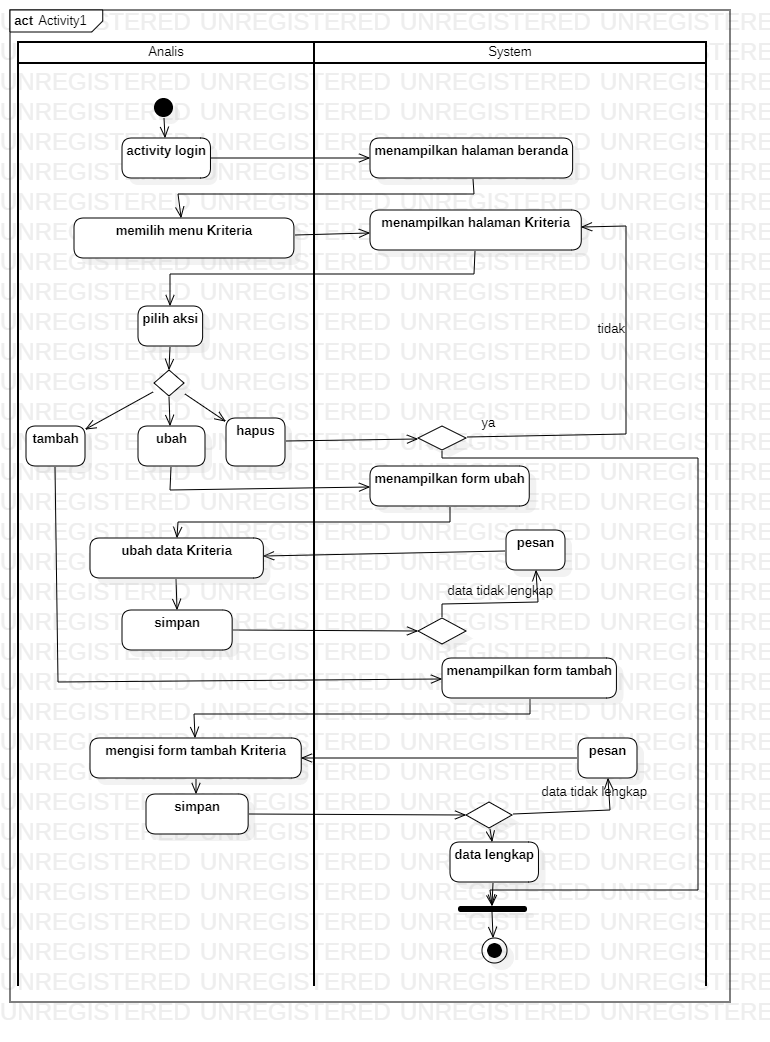 act Activity1
Analis
System
activity login
menampilkan halaman beranda
memilih menu Kriteria
menampilkan halaman Kriteria
pilih aksi
tidak
tambah
ubah
hapus
ya
menampilkan form ubah
ubah data Kriteria
pesan
data tidak lengkap
simpan
menampilkan form tambah
mengisi form tambah Kriteria
pesan
data tidak lengkap
simpan
data lengkap
UNREGISTERED